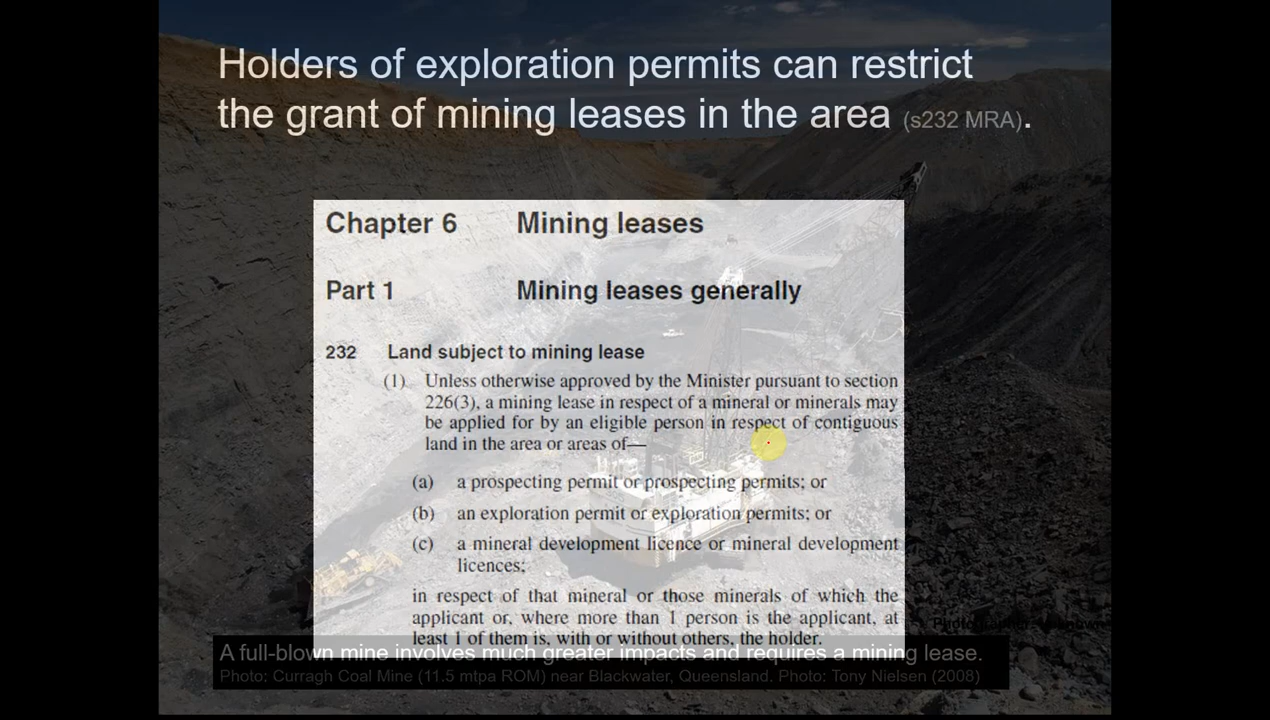 Holders of exploration permits can restrict
the grant of mining leases in the area (s232 MRA).
Chapter 6 Mining leases
Part 1 Mining leases generally
232 Land subject to mining lease
(1) Unless otherwise approved by the Minister pursuant to section
226(3), a mining lease in respect of a mineral or minerals may
be applied for by an eligible person in respect of contiguous
land in the area or areas of—
(a) a prospecting permit or prospecting permits; or
(b) an exploration permit or exploration permits; or
(c) a mineral development licence or mineral development
licences;
in respect of that mineral or those minerals of which the
applicant or, where more than 1 person is the applicant, at
least 1 of them is, with or without others, the holder.
A full-blown mine involves much greater impacts and requires a mining lease.
Photo: Curragh Coal Mine (11.5 mtpa ROM) near Blackwater, Queensland. Photo: Tony Nielsen (2008)